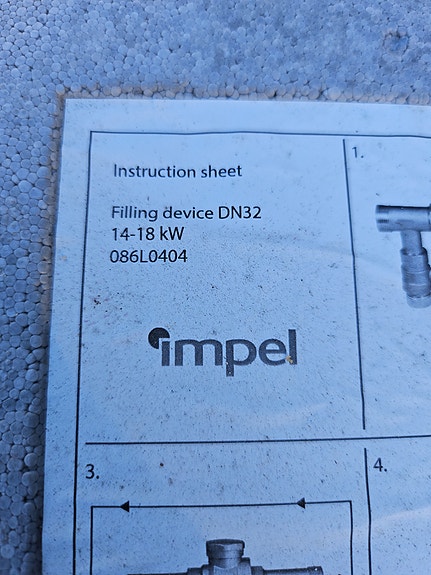 Instruction sheet
Filling device DN32
14-18 kW
086L0404
impel
1.
3.
4.